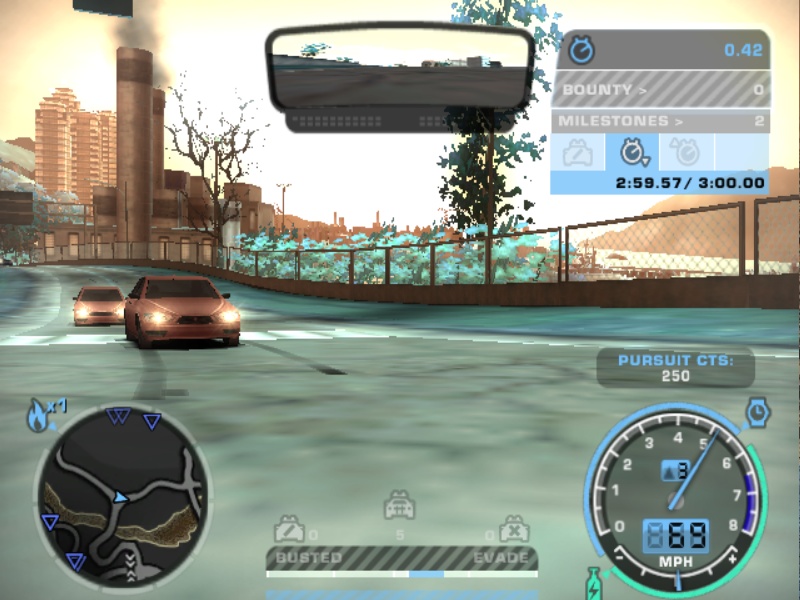 0.42
BOUNTY > 0
MILESTONES > 2
2:59.57/ 3:00.00
PURSUIT CTS:
250
x1
0 1 2 3 4 5 6 7 8
3
69
MPH
- +
0 5 0
BUSTED EVADE